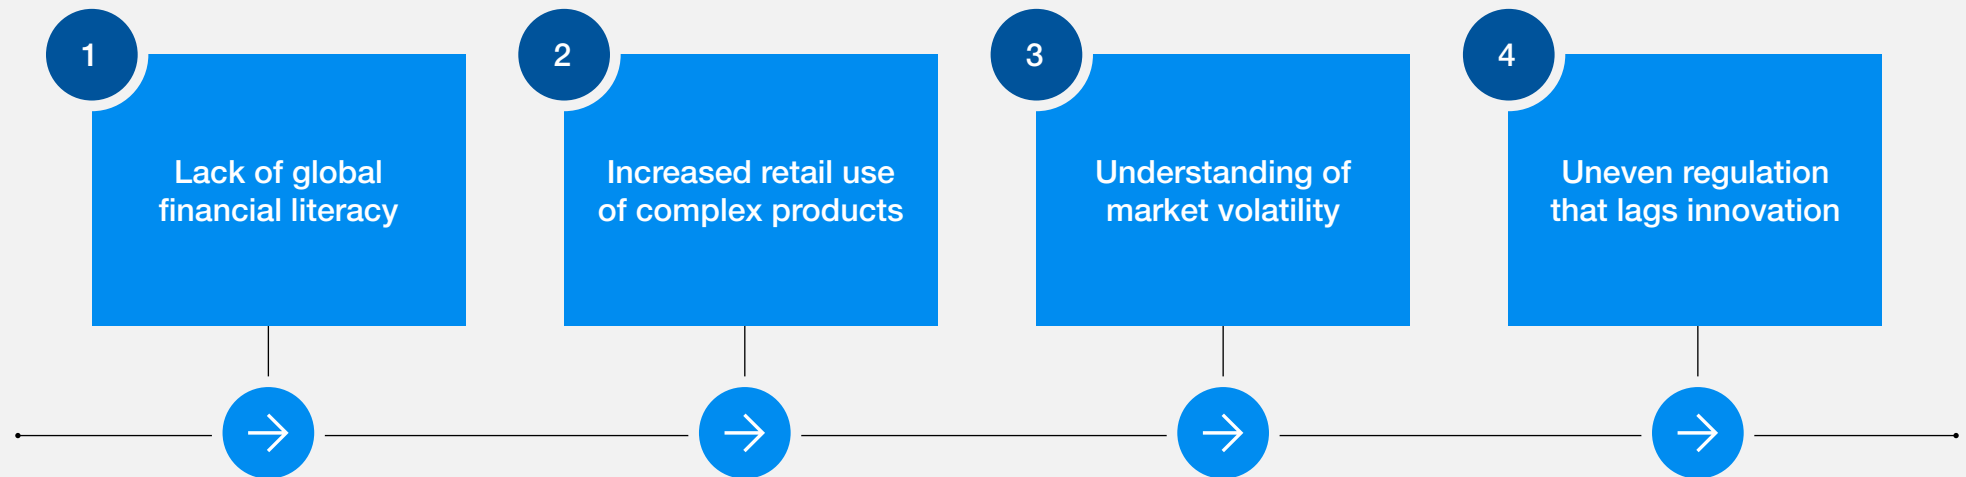 1
Lack of global
financial literacy
2
Increased retail use
of complex products
3
Understanding of
market volatility
4
Uneven regulation
that lags innovation